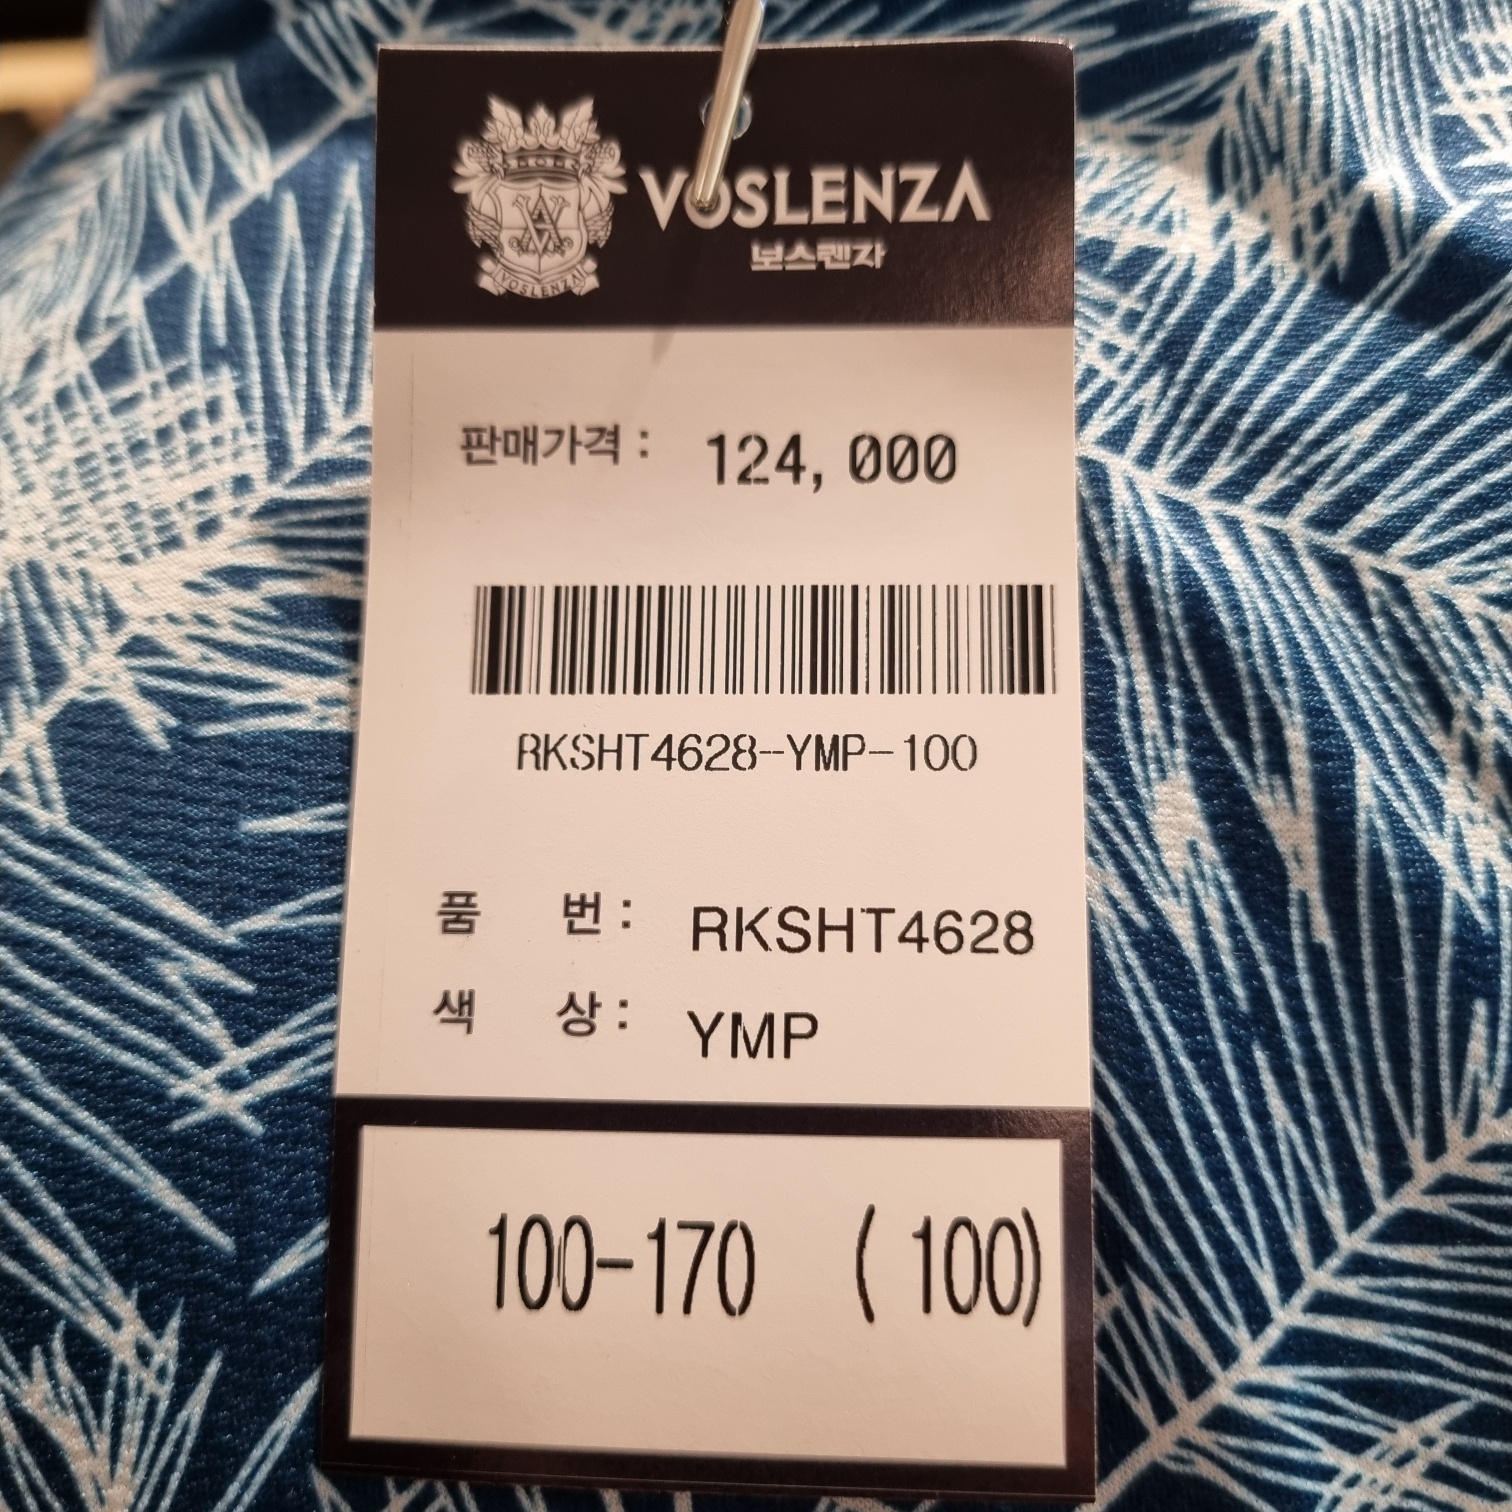 VOSLENZA
보스렌자
VOSLENZA
판매가격 : 124,000
RKSHT4628-YMP-100
품 번 : RKSHT4628
색 상 : YMP
100-170 (100)